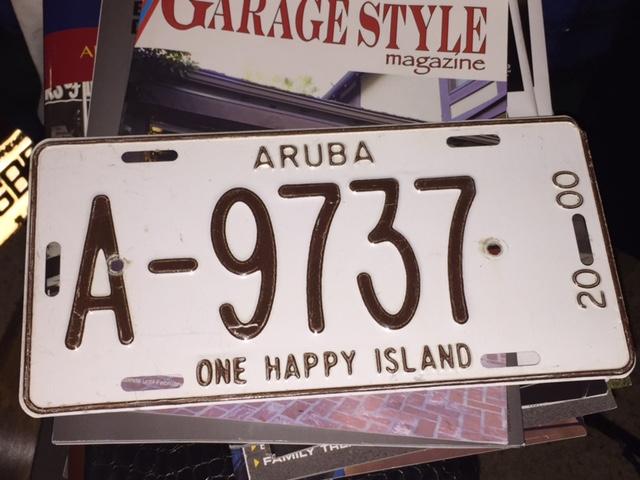 GARAGE STYLE
magazine
ARUBA
A-9737
20 00
ONE HAPPY ISLAND